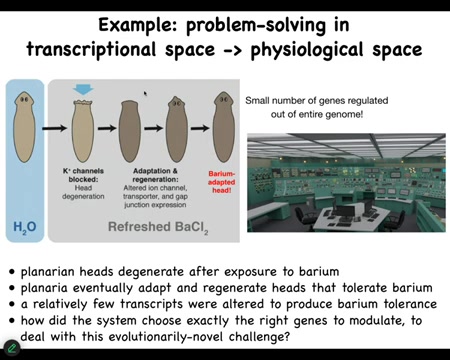 Example: problem-solving in
transcriptional space -> physiological space
Small number of genes regulated
out of entire genome!
K⁺ channels
blocked:
Head
degeneration
Adaptation &
regeneration:
Altered ion channel,
transporter, and gap
junction expression
Barium-
adapted
head!
H₂O
Refreshed BaCl₂
• planarian heads degenerate after exposure to barium
• planaria eventually adapt and regenerate heads that tolerate barium
• a relatively few transcripts were altered to produce barium tolerance
• how did the system choose exactly the right genes to modulate, to
deal with this evolutionarily-novel challenge?